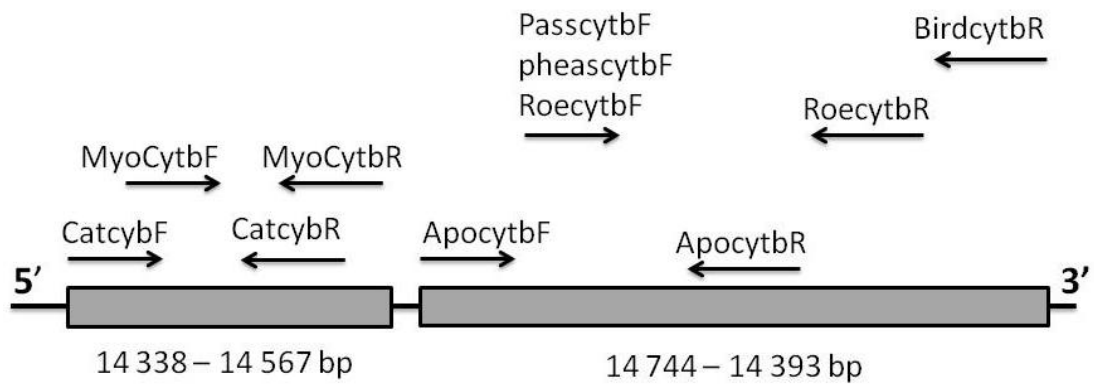 PasscytbF
pheascytbF
RoecytbF
BirdcytbR
RoecytbR
MyoCytbF MyoCytbR
CatcybF CatcybR ApocytbF ApocytbR
5’ 3’
14 338 – 14 567 bp 14 744 – 14 393 bp